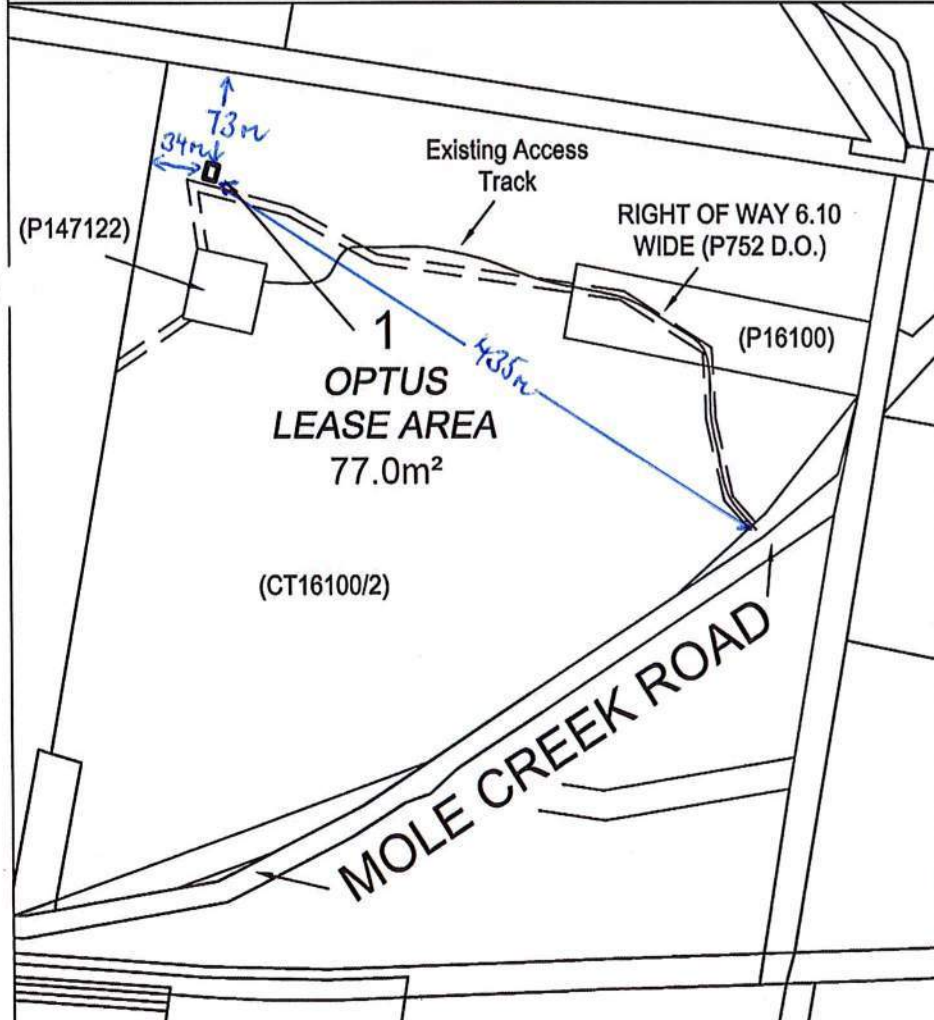 73m
34m
Existing Access
Track
(P147122)
RIGHT OF WAY 6.10
WIDE (P752 D.O.)
(P16100)
1
OPTUS
LEASE AREA
77.0m²
435m
(CT16100/2)
MOLE CREEK ROAD